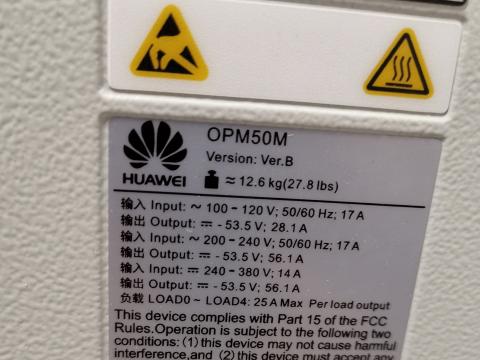 OPM50M
Version: Ver.B
HUAWEI
≈ 12.6 kg(27.8 lbs)
输入 Input: ~ 100 - 120 V; 50/60 Hz; 17 A
输出 Output: ⎓ - 53.5 V; 28.1 A
输入 Input: ~ 200 - 240 V; 50/60 Hz; 17 A
输出 Output: ⎓ - 53.5 V; 56.1 A
输入 Input: ⎓ 240 - 380 V; 14 A
输出 Output: ⎓ - 53.5 V; 56.1 A
负载 LOAD0~ LOAD4: 25 A Max Per load output
This device complies with Part 15 of the FCC
Rules.Operation is subject to the following two
conditions: (1) this device may not cause harmful
interference,and (2) this device must accept any